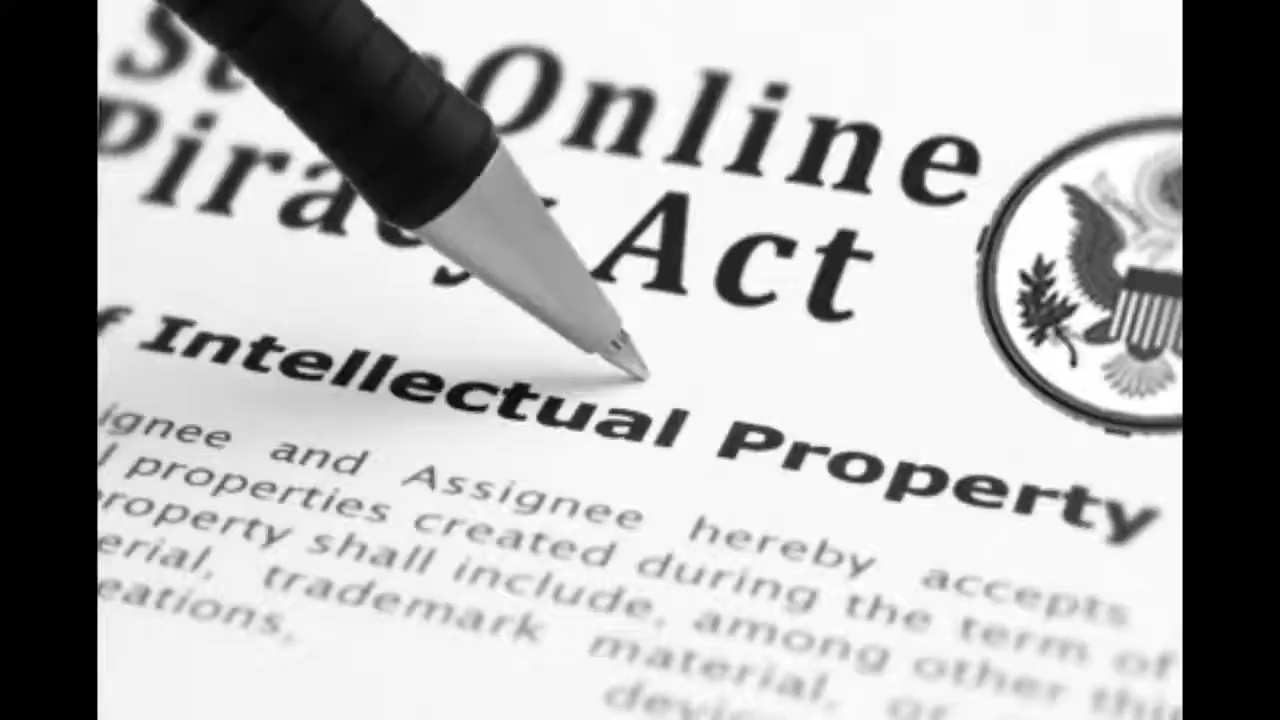 Online
Piracy Act
f Intellectual Property
ignee and Assignee hereby accepts
l properties created during the term of
roperty shall include, among other
erial, trademark material, or
eations,